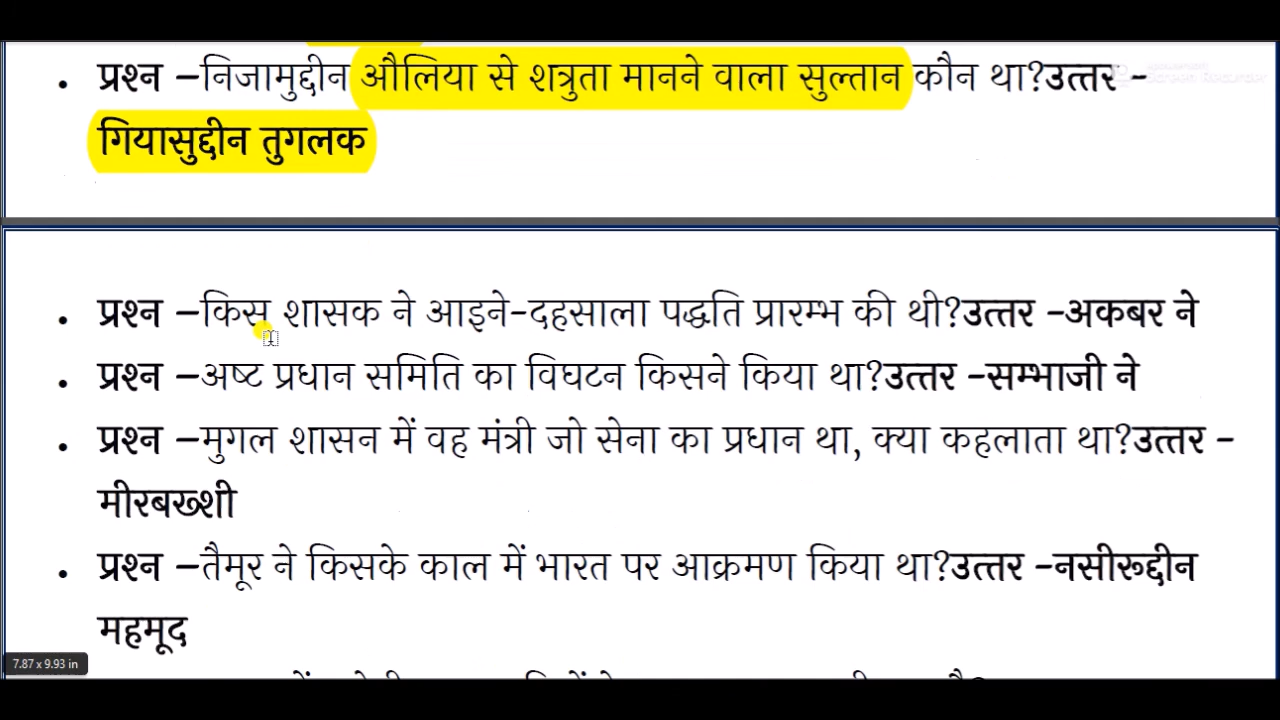 • प्रश्न –निजामुद्दीन औलिया से शत्रुता मानने वाला सुल्तान कौन था?उत्तर –
गियासुद्दीन तुगलक
• प्रश्न –किस शासक ने आइने-दहसाला पद्धति प्रारम्भ की थी?उत्तर –अकबर ने
• प्रश्न –अष्ट प्रधान समिति का विघटन किसने किया था?उत्तर –सम्भाजी ने
• प्रश्न –मुगल शासन में वह मंत्री जो सेना का प्रधान था, क्या कहलाता था?उत्तर –
मीरबख्शी
• प्रश्न –तैमूर ने किसके काल में भारत पर आक्रमण किया था?उत्तर –नसीरूद्दीन
महमूद
7.87 x 9.93 in